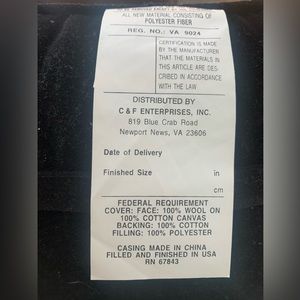 ALL NEW MATERIAL CONSISTING OF
POLYESTER FIBER
REG. NO.: VA 9024
CERTIFICATION IS MADE
BY THE MANUFACTURER
THAT THE MATERIALS IN
THIS ARTICLE ARE DES-
CRIBED IN ACCORDANCE
WITH THE LAW
DISTRIBUTED BY
C & F ENTERPRISES, INC.
819 Blue Crab Road
Newport News, VA 23606
Date of Delivery
Finished Size in
cm
FEDERAL REQUIREMENT
COVER: FACE: 100% WOOL ON
100% COTTON CANVAS
BACKING: 100% COTTON
FILLING: 100% POLYESTER
CASING MADE IN CHINA
FILLED AND FINISHED IN USA
RN 67843